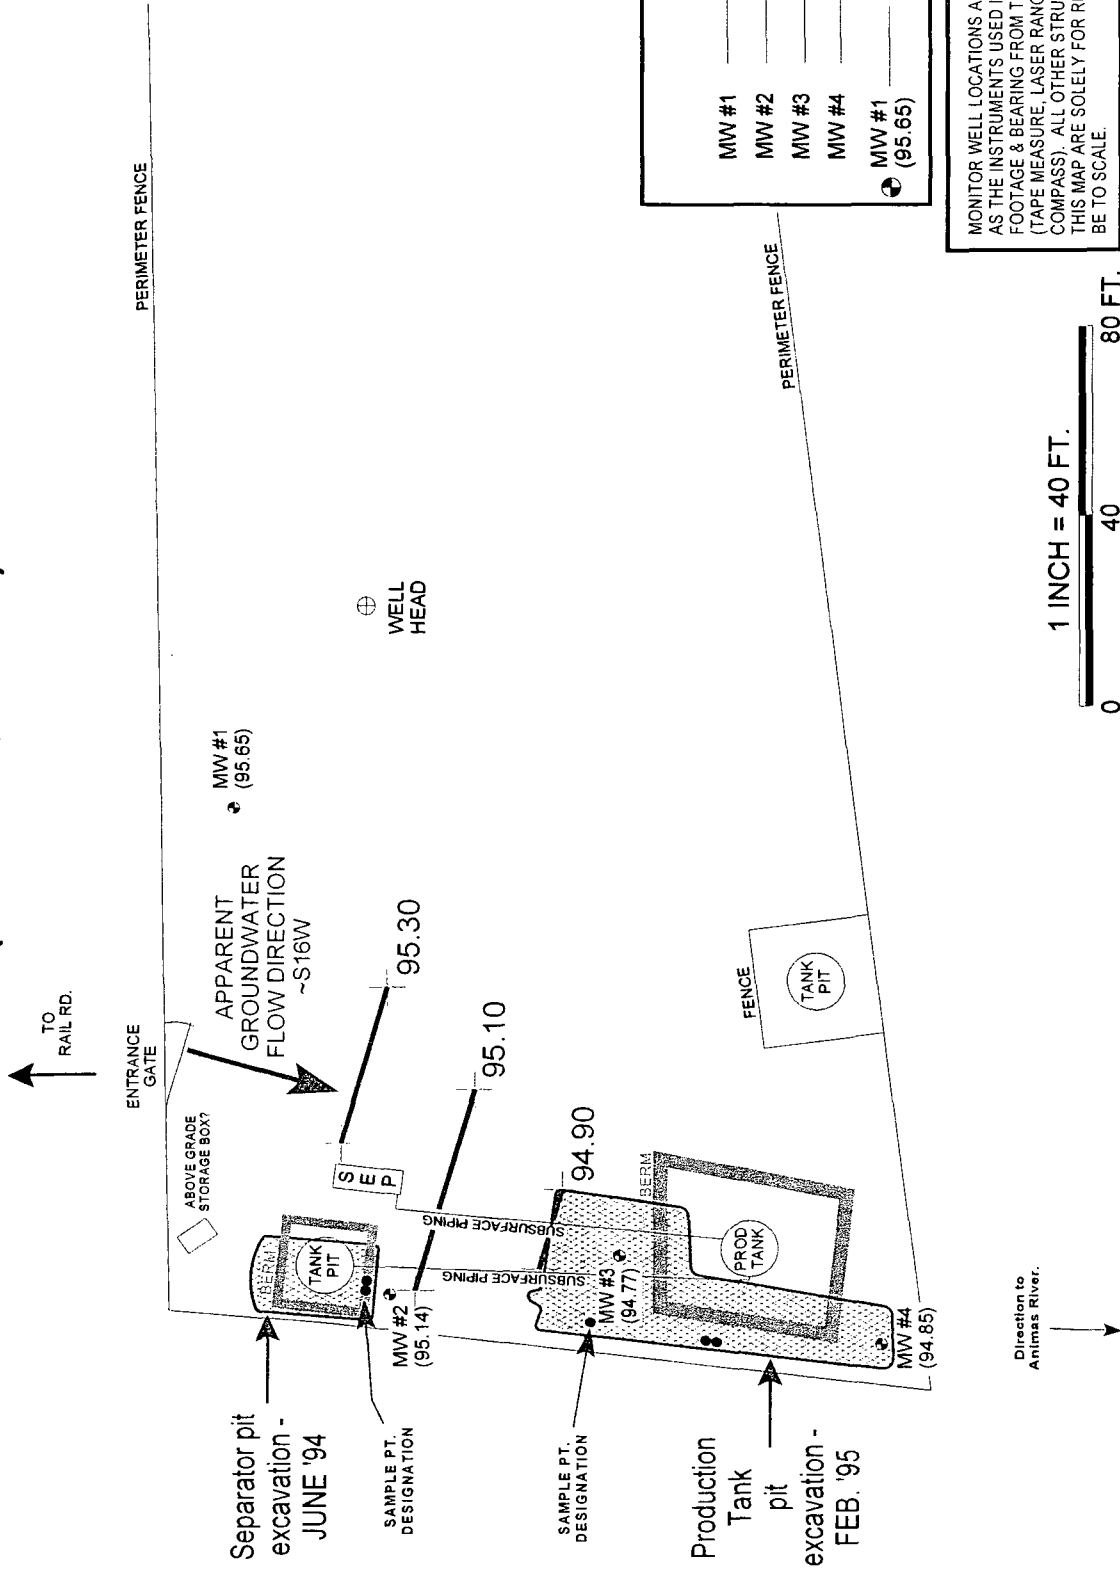 TO
RAIL RD.
ENTRANCE
GATE
PERIMETER FENCE
ABOVE GRADE
STORAGE BOX?
APPARENT
GROUNDWATER
FLOW DIRECTION
~S16W
MW #1
(95.65)
Separator pit
excavation -
JUNE '94
BERM
TANK
PIT
SEP
95.30
WELL
HEAD
SAMPLE PT.
DESIGNATION
MW #2
(95.14)
SUBSURFACE PIPING
SUBSURFACE PIPING
95.10
94.90
SAMPLE PT.
DESIGNATION
MW #3
(94.77)
BERM
PROD
TANK
FENCE
TANK
PIT
PERIMETER FENCE
Production
Tank
pit
excavation -
FEB. '95
MW #4
(94.85)
Direction to
Animas River.
1 INCH = 40 FT.
0 40 80 FT.
MW #1
MW #2
MW #3
MW #4
MW #1
(95.65)
MONITOR WELL LOCATIONS A
AS THE INSTRUMENTS USED I
FOOTAGE & BEARING FROM T
(TAPE MEASURE, LASER RANG
COMPASS). ALL OTHER STRU
THIS MAP ARE SOLELY FOR R
BE TO SCALE.